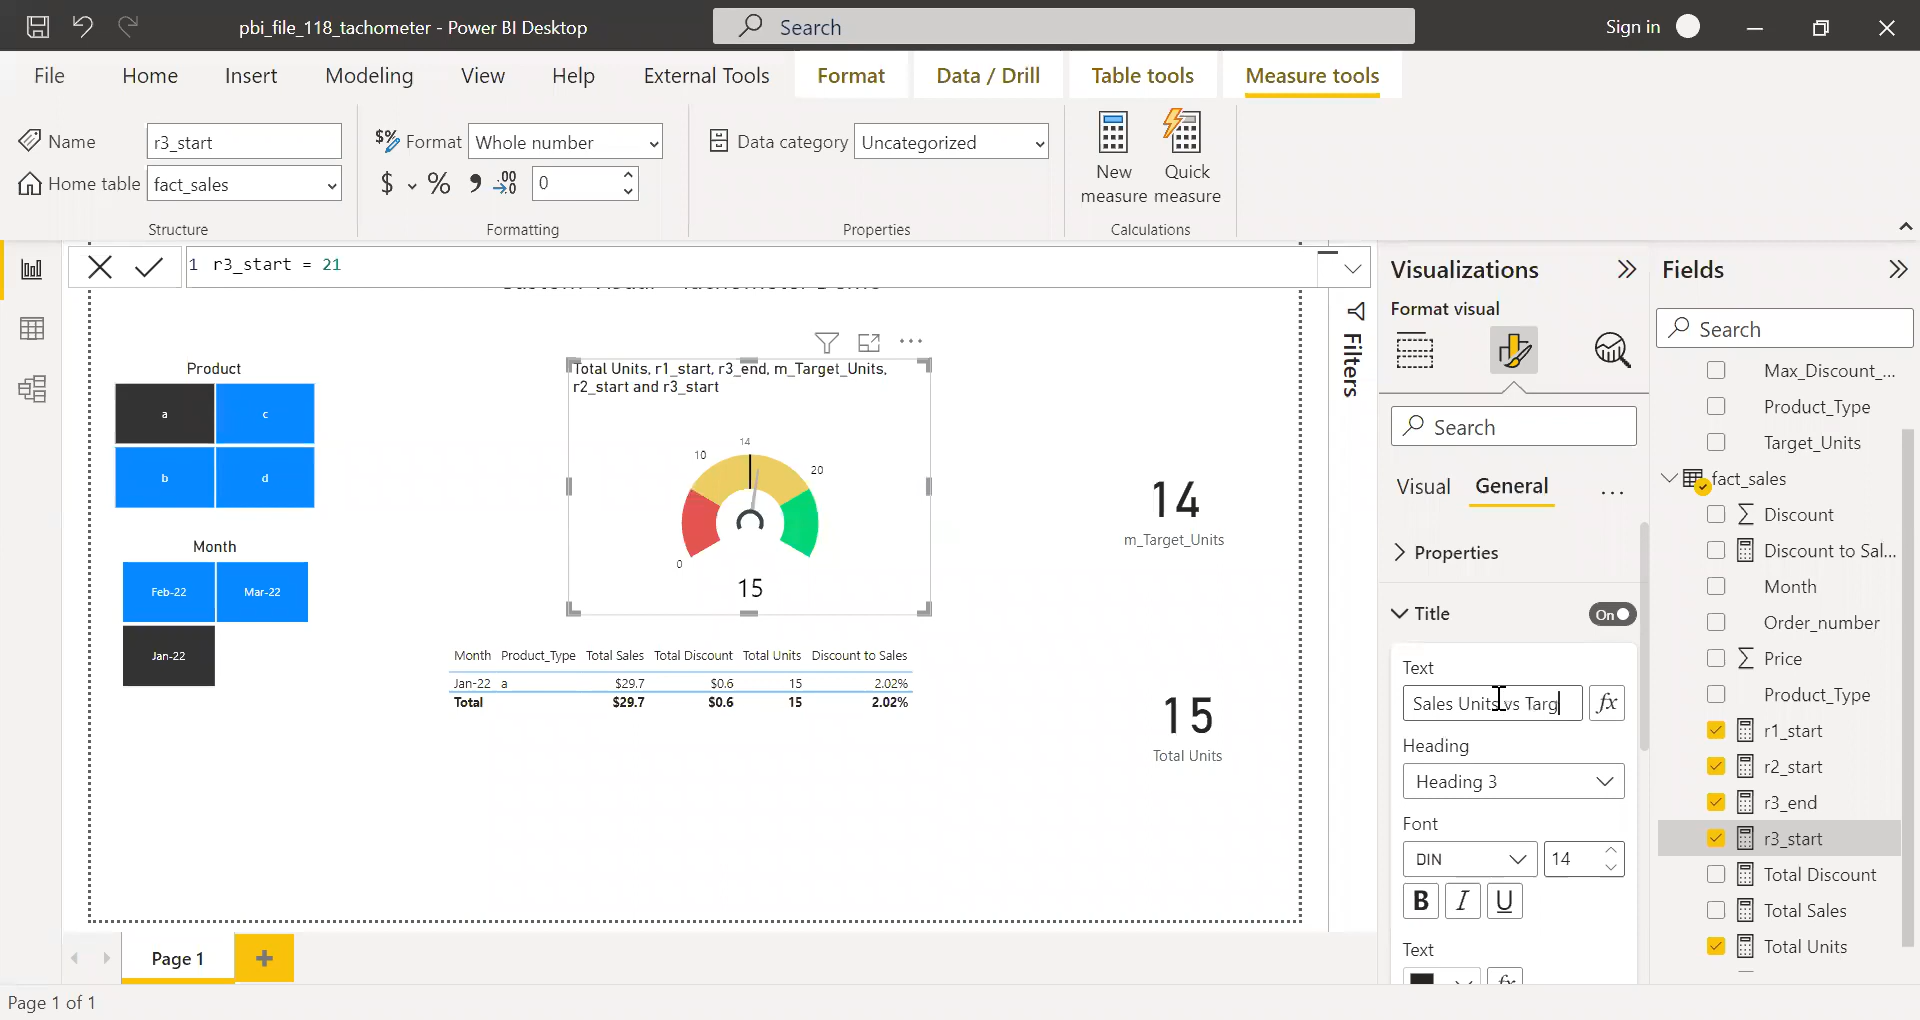 pbi_file_118_tachometer - Power BI Desktop
Search
Sign in
File Home Insert Modeling View Help External Tools Format Data / Drill Table tools Measure tools
Name r3_start
Home table fact_sales
Structure
$% Format Whole number
$ % 9 .00 →0 0
Formatting
Data category Uncategorized
Properties
New measure
Quick measure
Calculations
1 r3_start = 21
Product
a c
b d
Month
Feb-22 Mar-22
Jan-22
Total Units, r1_start, r3_end, m_Target_Units,
r2_start and r3_start
14
10
20
0
15
Month Product_Type Total Sales Total Discount Total Units Discount to Sales
Jan-22 a $29.7 $0.6 15 2.02%
Total $29.7 $0.6 15 2.02%
14
m_Target_Units
15
Total Units
Filters
Visualizations
Format visual
Search
Visual General ...
Properties
Title On
Text
Sales Units vs Targ fx
Heading
Heading 3
Font
DIN 14
B I U
Text
Fields
Search
Max_Discount_...
Product_Type
Target_Units
fact_sales
Discount
Discount to Sal...
Month
Order_number
Price
Product_Type
r1_start
r2_start
r3_end
r3_start
Total Discount
Total Sales
Total Units
Page 1
Page 1 of 1